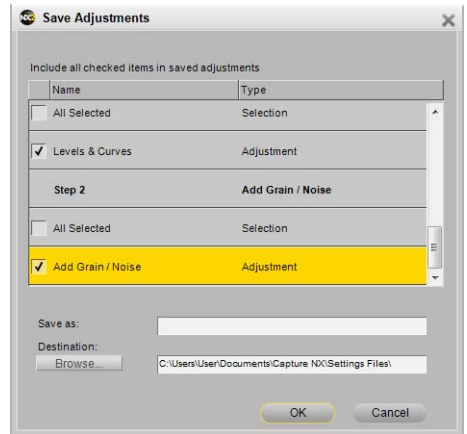 NX2 Save Adjustments
Include all checked items in saved adjustments
Name Type
All Selected Selection
Levels & Curves Adjustment
Step 2 Add Grain / Noise
All Selected Selection
Add Grain / Noise Adjustment
Save as:
Destination:
Browse... C:\Users\User\Documents\Capture NX\Settings Files\
OK Cancel